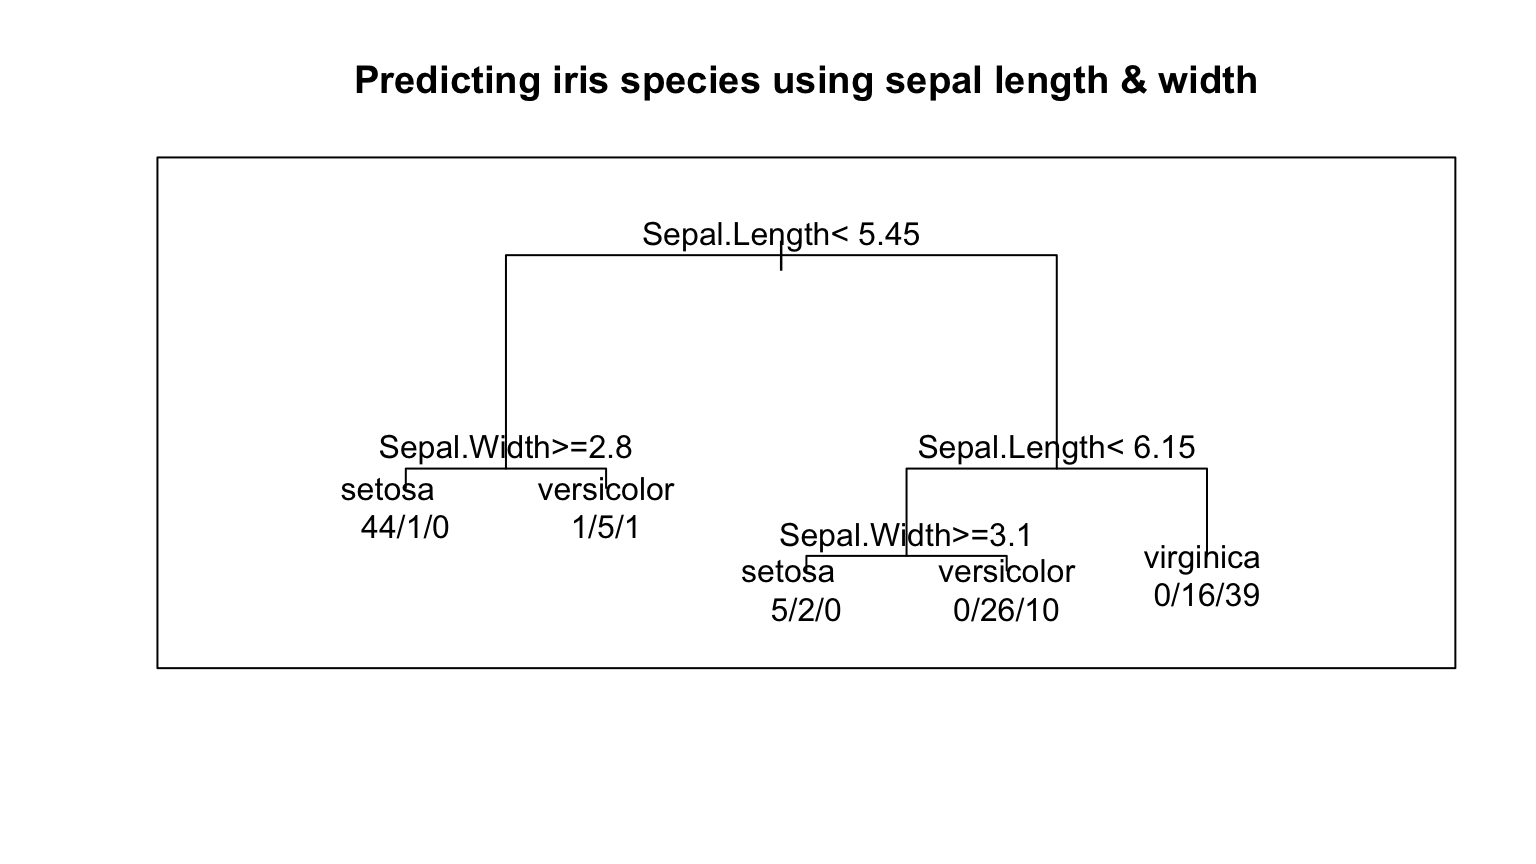 Predicting iris species using sepal length & width
Sepal.Length< 5.45
Sepal.Width>=2.8
Sepal.Length< 6.15
setosa
versicolor
44/1/0
1/5/1
Sepal.Width>=3.1
setosa
versicolor
virginica
5/2/0
0/26/10
0/16/39